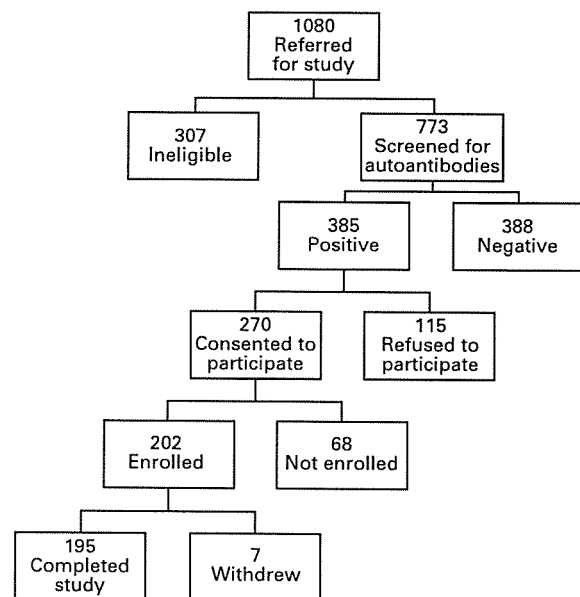 1080
Referred
for study
307
Ineligible
773
Screened for
autoantibodies
385
Positive
388
Negative
270
Consented to
participate
115
Refused to
participate
202
Enrolled
68
Not enrolled
195
Completed
study
7
Withdrew